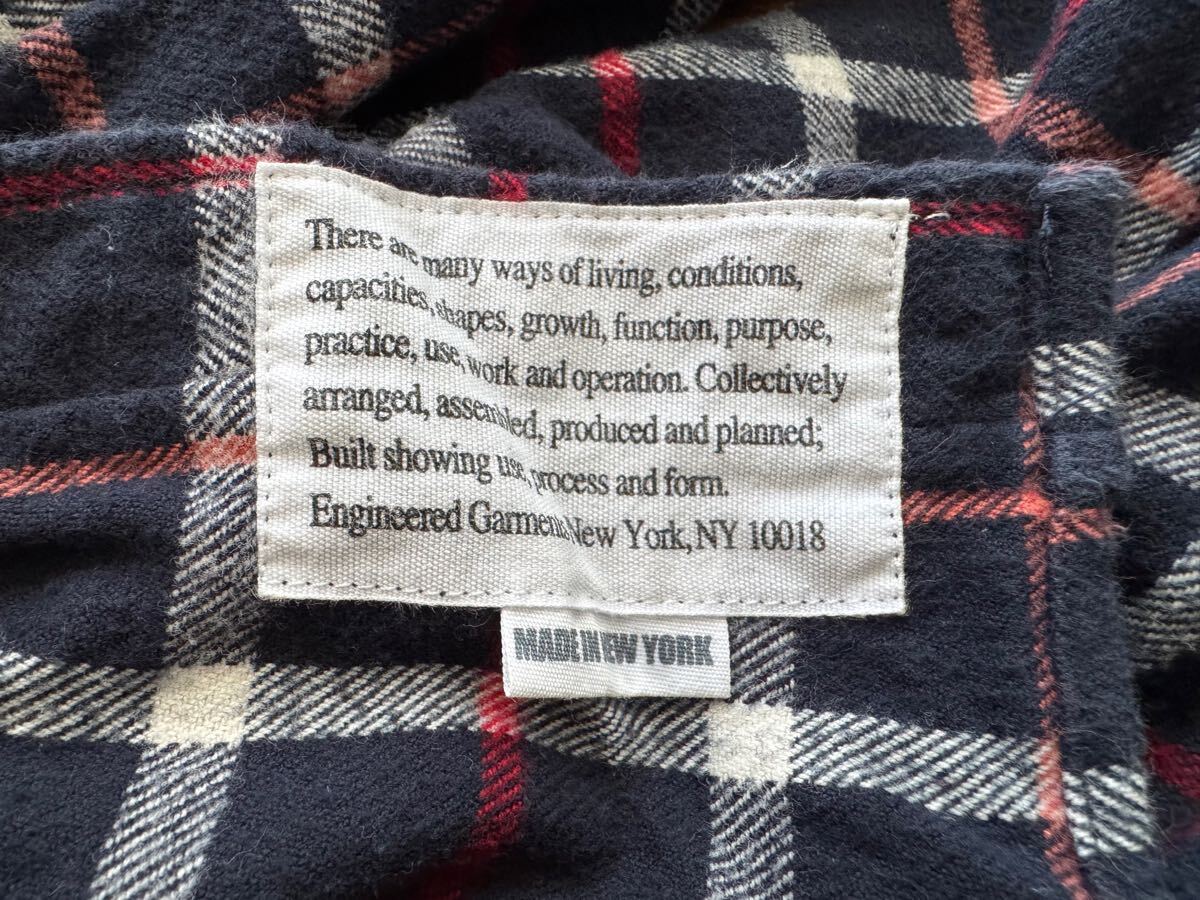 There are many ways of living, conditions,
capacities, shapes, growth, function, purpose,
practice, use, work and operation. Collectively
arranged, assembled, produced and planned;
Built showing use, process and form.
Engineered Garments New York, NY 10018
MADE IN NEW YORK